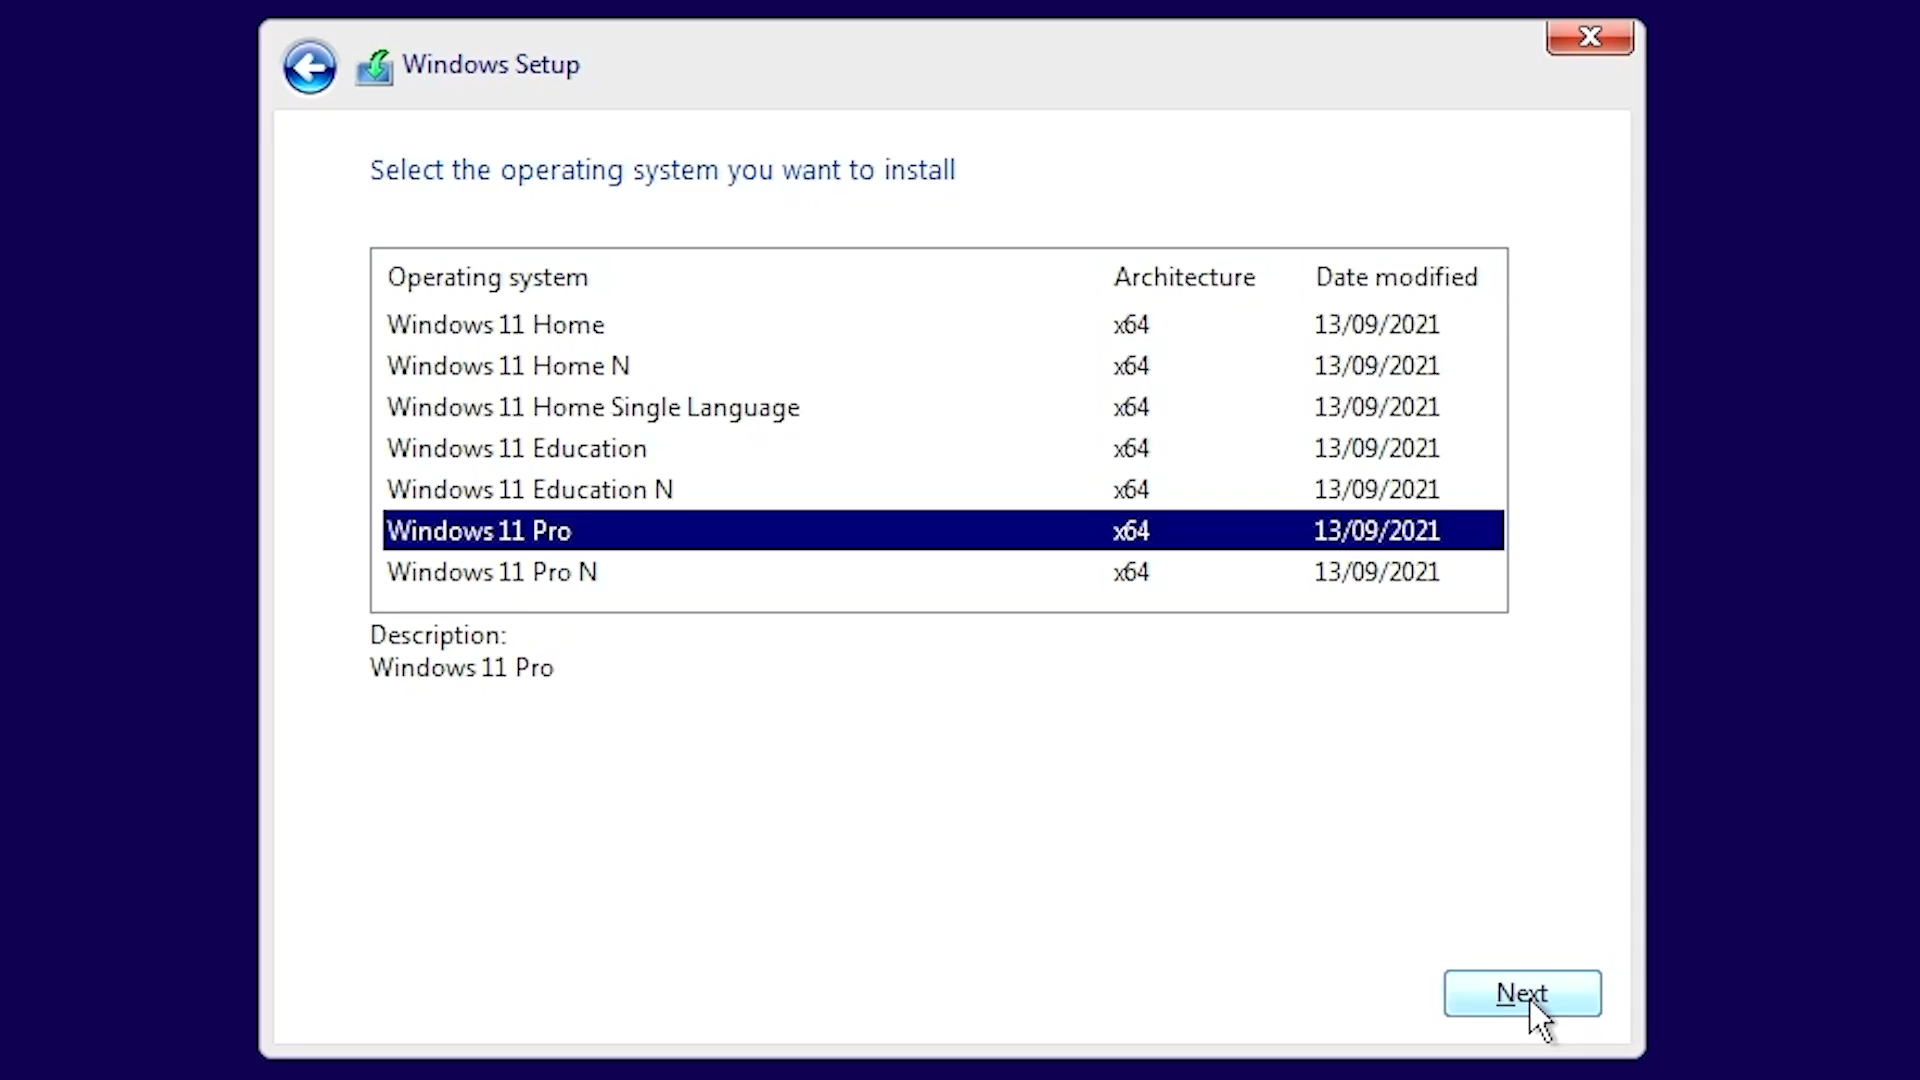 Windows Setup
Select the operating system you want to install
Operating system Architecture Date modified
Windows 11 Home x64 13/09/2021
Windows 11 Home N x64 13/09/2021
Windows 11 Home Single Language x64 13/09/2021
Windows 11 Education x64 13/09/2021
Windows 11 Education N x64 13/09/2021
Windows 11 Pro x64 13/09/2021
Windows 11 Pro N x64 13/09/2021
Description:
Windows 11 Pro
Next